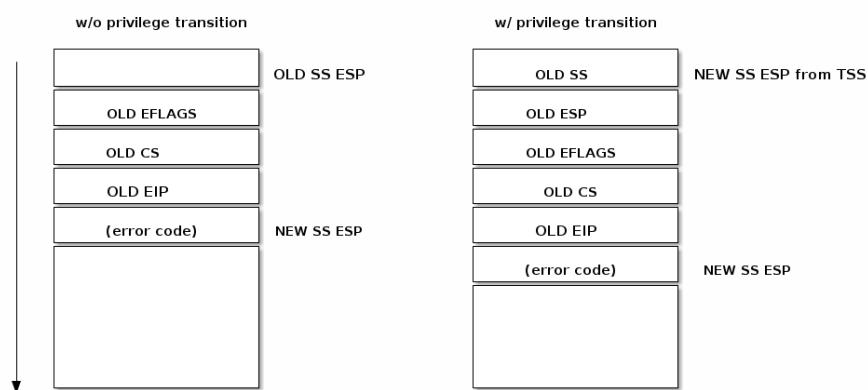 w/o privilege transition
OLD SS ESP
OLD EFLAGS
OLD CS
OLD EIP
(error code)
NEW SS ESP
w/ privilege transition
OLD SS
NEW SS ESP from TSS
OLD ESP
OLD EFLAGS
OLD CS
OLD EIP
(error code)
NEW SS ESP